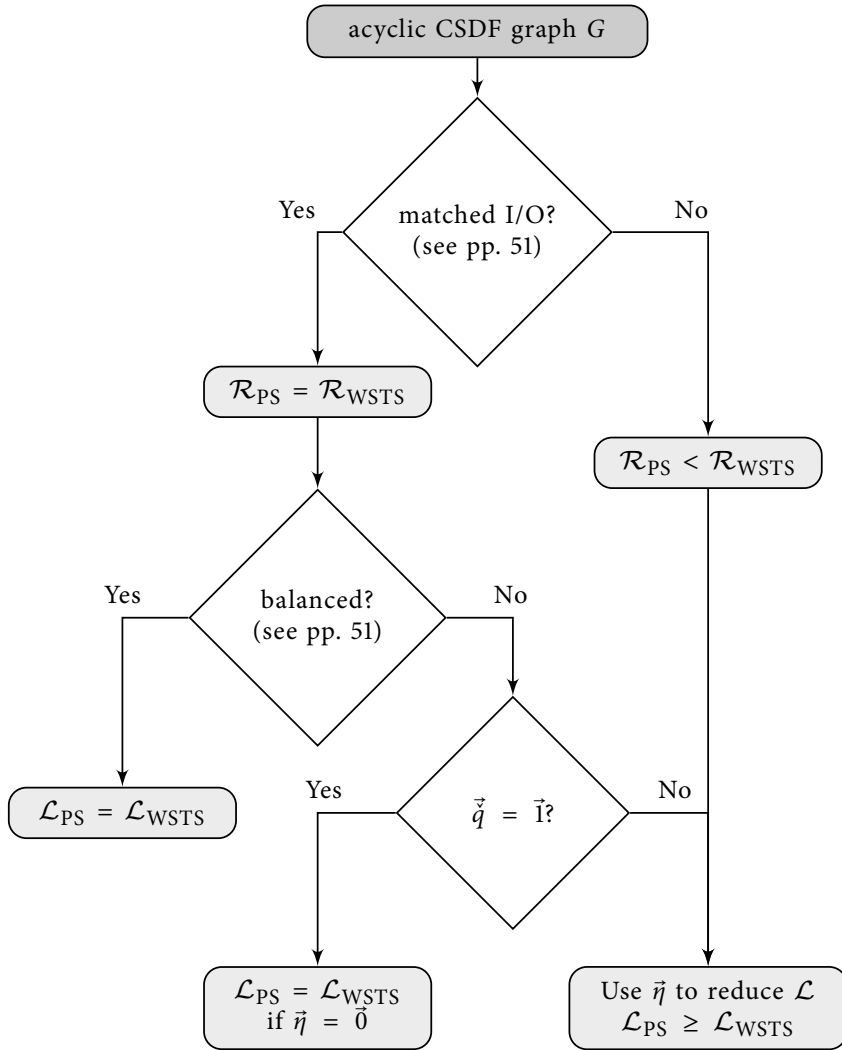 acyclic CSDF graph G
matched I/O?
(see pp. 51)
Yes
No
ℛ_PS = ℛ_WSTS
ℛ_PS < ℛ_WSTS
balanced?
(see pp. 51)
Yes
No
ℒ_PS = ℒ_WSTS
q̌⃗ = 1⃗?
Yes
No
ℒ_PS = ℒ_WSTS
if η⃗ = 0⃗
Use η⃗ to reduce ℒ
ℒ_PS ≥ ℒ_WSTS